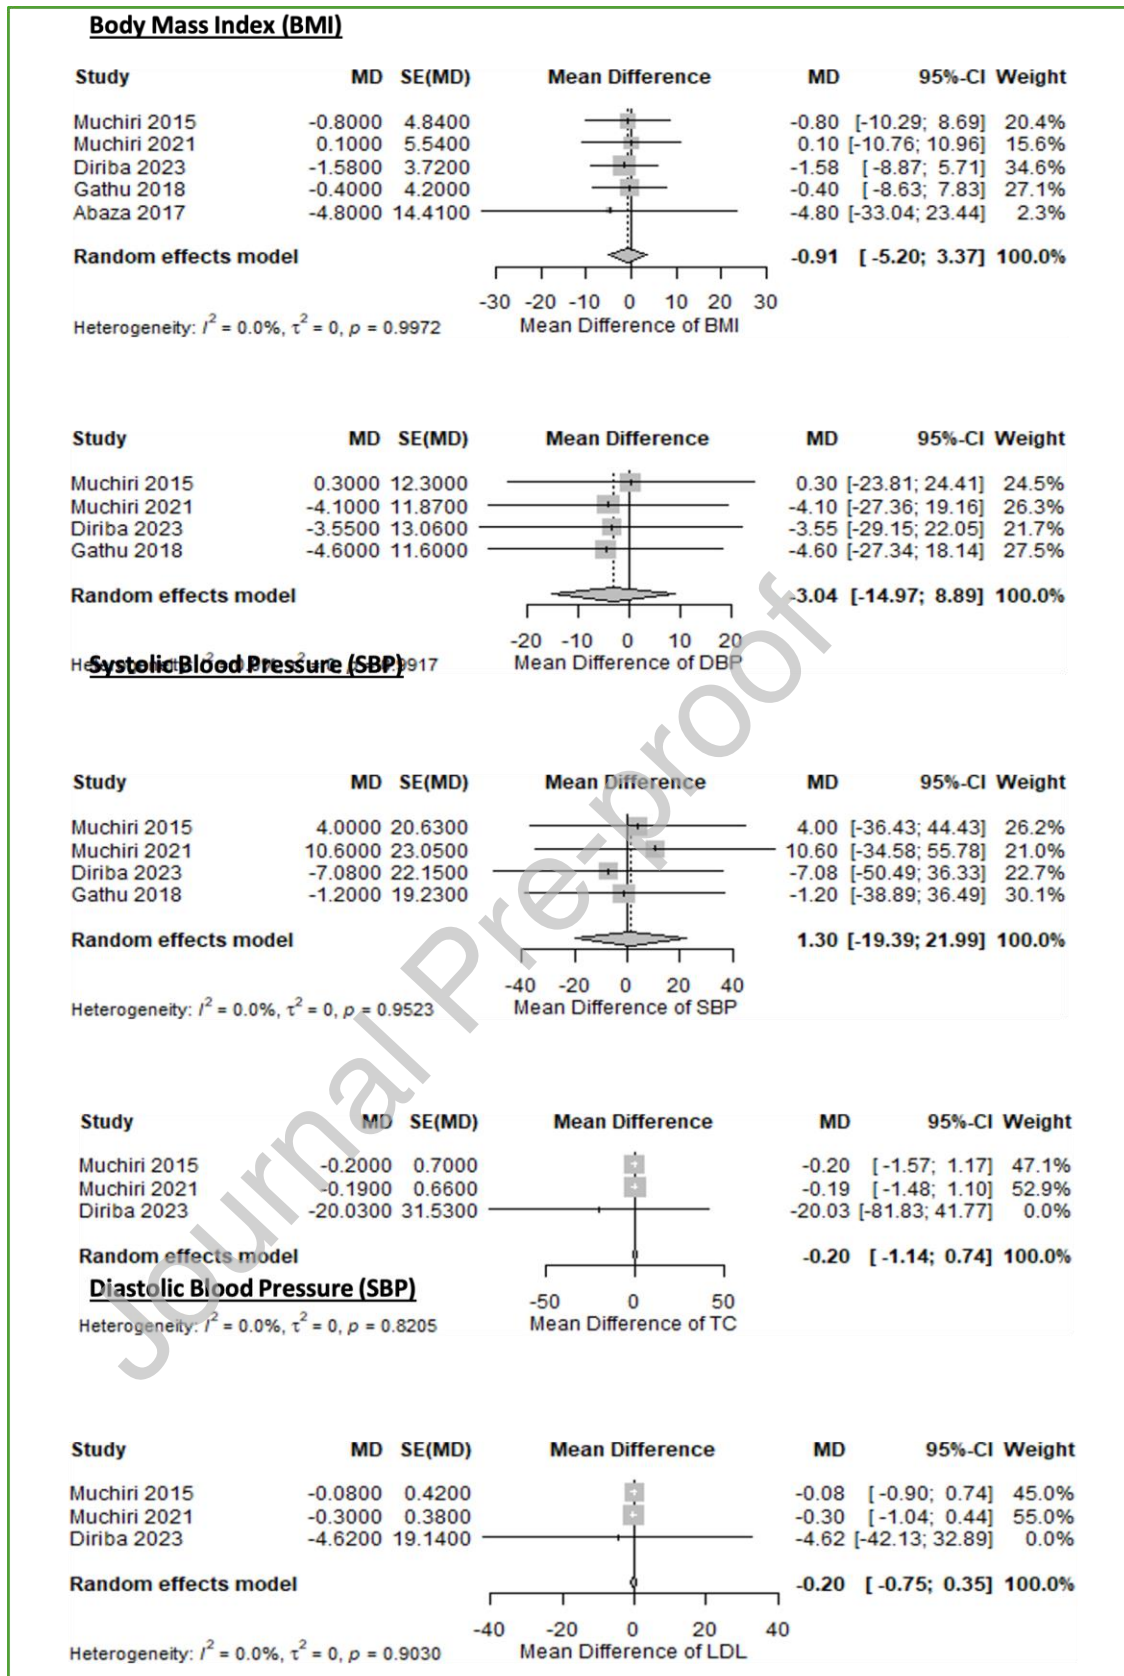 Body Mass Index (BMI)
Study MD SE(MD) Mean Difference MD 95%-CI Weight
Muchiri 2015 -0.8000 4.8400 -0.80 [-10.29; 8.69] 20.4%
Muchiri 2021 0.1000 5.5400 0.10 [-10.76; 10.96] 15.6%
Diriba 2023 -1.5800 3.7200 -1.58 [-8.87; 5.71] 34.6%
Gathu 2018 -0.4000 4.2000 -0.40 [-8.63; 7.83] 27.1%
Abaza 2017 -4.8000 14.4100 -4.80 [-33.04; 23.44] 2.3%
Random effects model -0.91 [-5.20; 3.37] 100.0%
-30 -20 -10 0 10 20 30
Heterogeneity: I² = 0.0%, τ² = 0, p = 0.9972 Mean Difference of BMI
Study MD SE(MD) Mean Difference MD 95%-CI Weight
Muchiri 2015 0.3000 12.3000 0.30 [-23.81; 24.41] 24.5%
Muchiri 2021 -4.1000 11.8700 -4.10 [-27.36; 19.16] 26.3%
Diriba 2023 -3.5500 13.0600 -3.55 [-29.15; 22.05] 21.7%
Gathu 2018 -4.6000 11.6000 -4.60 [-27.34; 18.14] 27.5%
Random effects model -3.04 [-14.97; 8.89] 100.0%
-20 -10 0 10 20
Mean Difference of DBP
Systolic Blood Pressure (SBP)
Study MD SE(MD) Mean Difference MD 95%-CI Weight
Muchiri 2015 4.0000 20.6300 4.00 [-36.43; 44.43] 26.2%
Muchiri 2021 10.6000 23.0500 10.60 [-34.58; 55.78] 21.0%
Diriba 2023 -7.0800 22.1500 -7.08 [-50.49; 36.33] 22.7%
Gathu 2018 -1.2000 19.2300 -1.20 [-38.89; 36.49] 30.1%
Random effects model 1.30 [-19.39; 21.99] 100.0%
-40 -20 0 20 40
Heterogeneity: I² = 0.0%, τ² = 0, p = 0.9523 Mean Difference of SBP
Study MD SE(MD) Mean Difference MD 95%-CI Weight
Muchiri 2015 -0.2000 0.7000 -0.20 [-1.57; 1.17] 47.1%
Muchiri 2021 -0.1900 0.6600 -0.19 [-1.48; 1.10] 52.9%
Diriba 2023 -20.0300 31.5300 -20.03 [-81.83; 41.77] 0.0%
Random effects model -0.20 [-1.14; 0.74] 100.0%
Diastolic Blood Pressure (SBP)
-50 0 50
Heterogeneity: I² = 0.0%, τ² = 0, p = 0.8205 Mean Difference of TC
Study MD SE(MD) Mean Difference MD 95%-CI Weight
Muchiri 2015 -0.0800 0.4200 -0.08 [-0.90; 0.74] 45.0%
Muchiri 2021 -0.3000 0.3800 -0.30 [-1.04; 0.44] 55.0%
Diriba 2023 -4.6200 19.1400 -4.62 [-42.13; 32.89] 0.0%
Random effects model -0.20 [-0.75; 0.35] 100.0%
-40 -20 0 20 40
Heterogeneity: I² = 0.0%, τ² = 0, p = 0.9030 Mean Difference of LDL
Journal Pre-proof